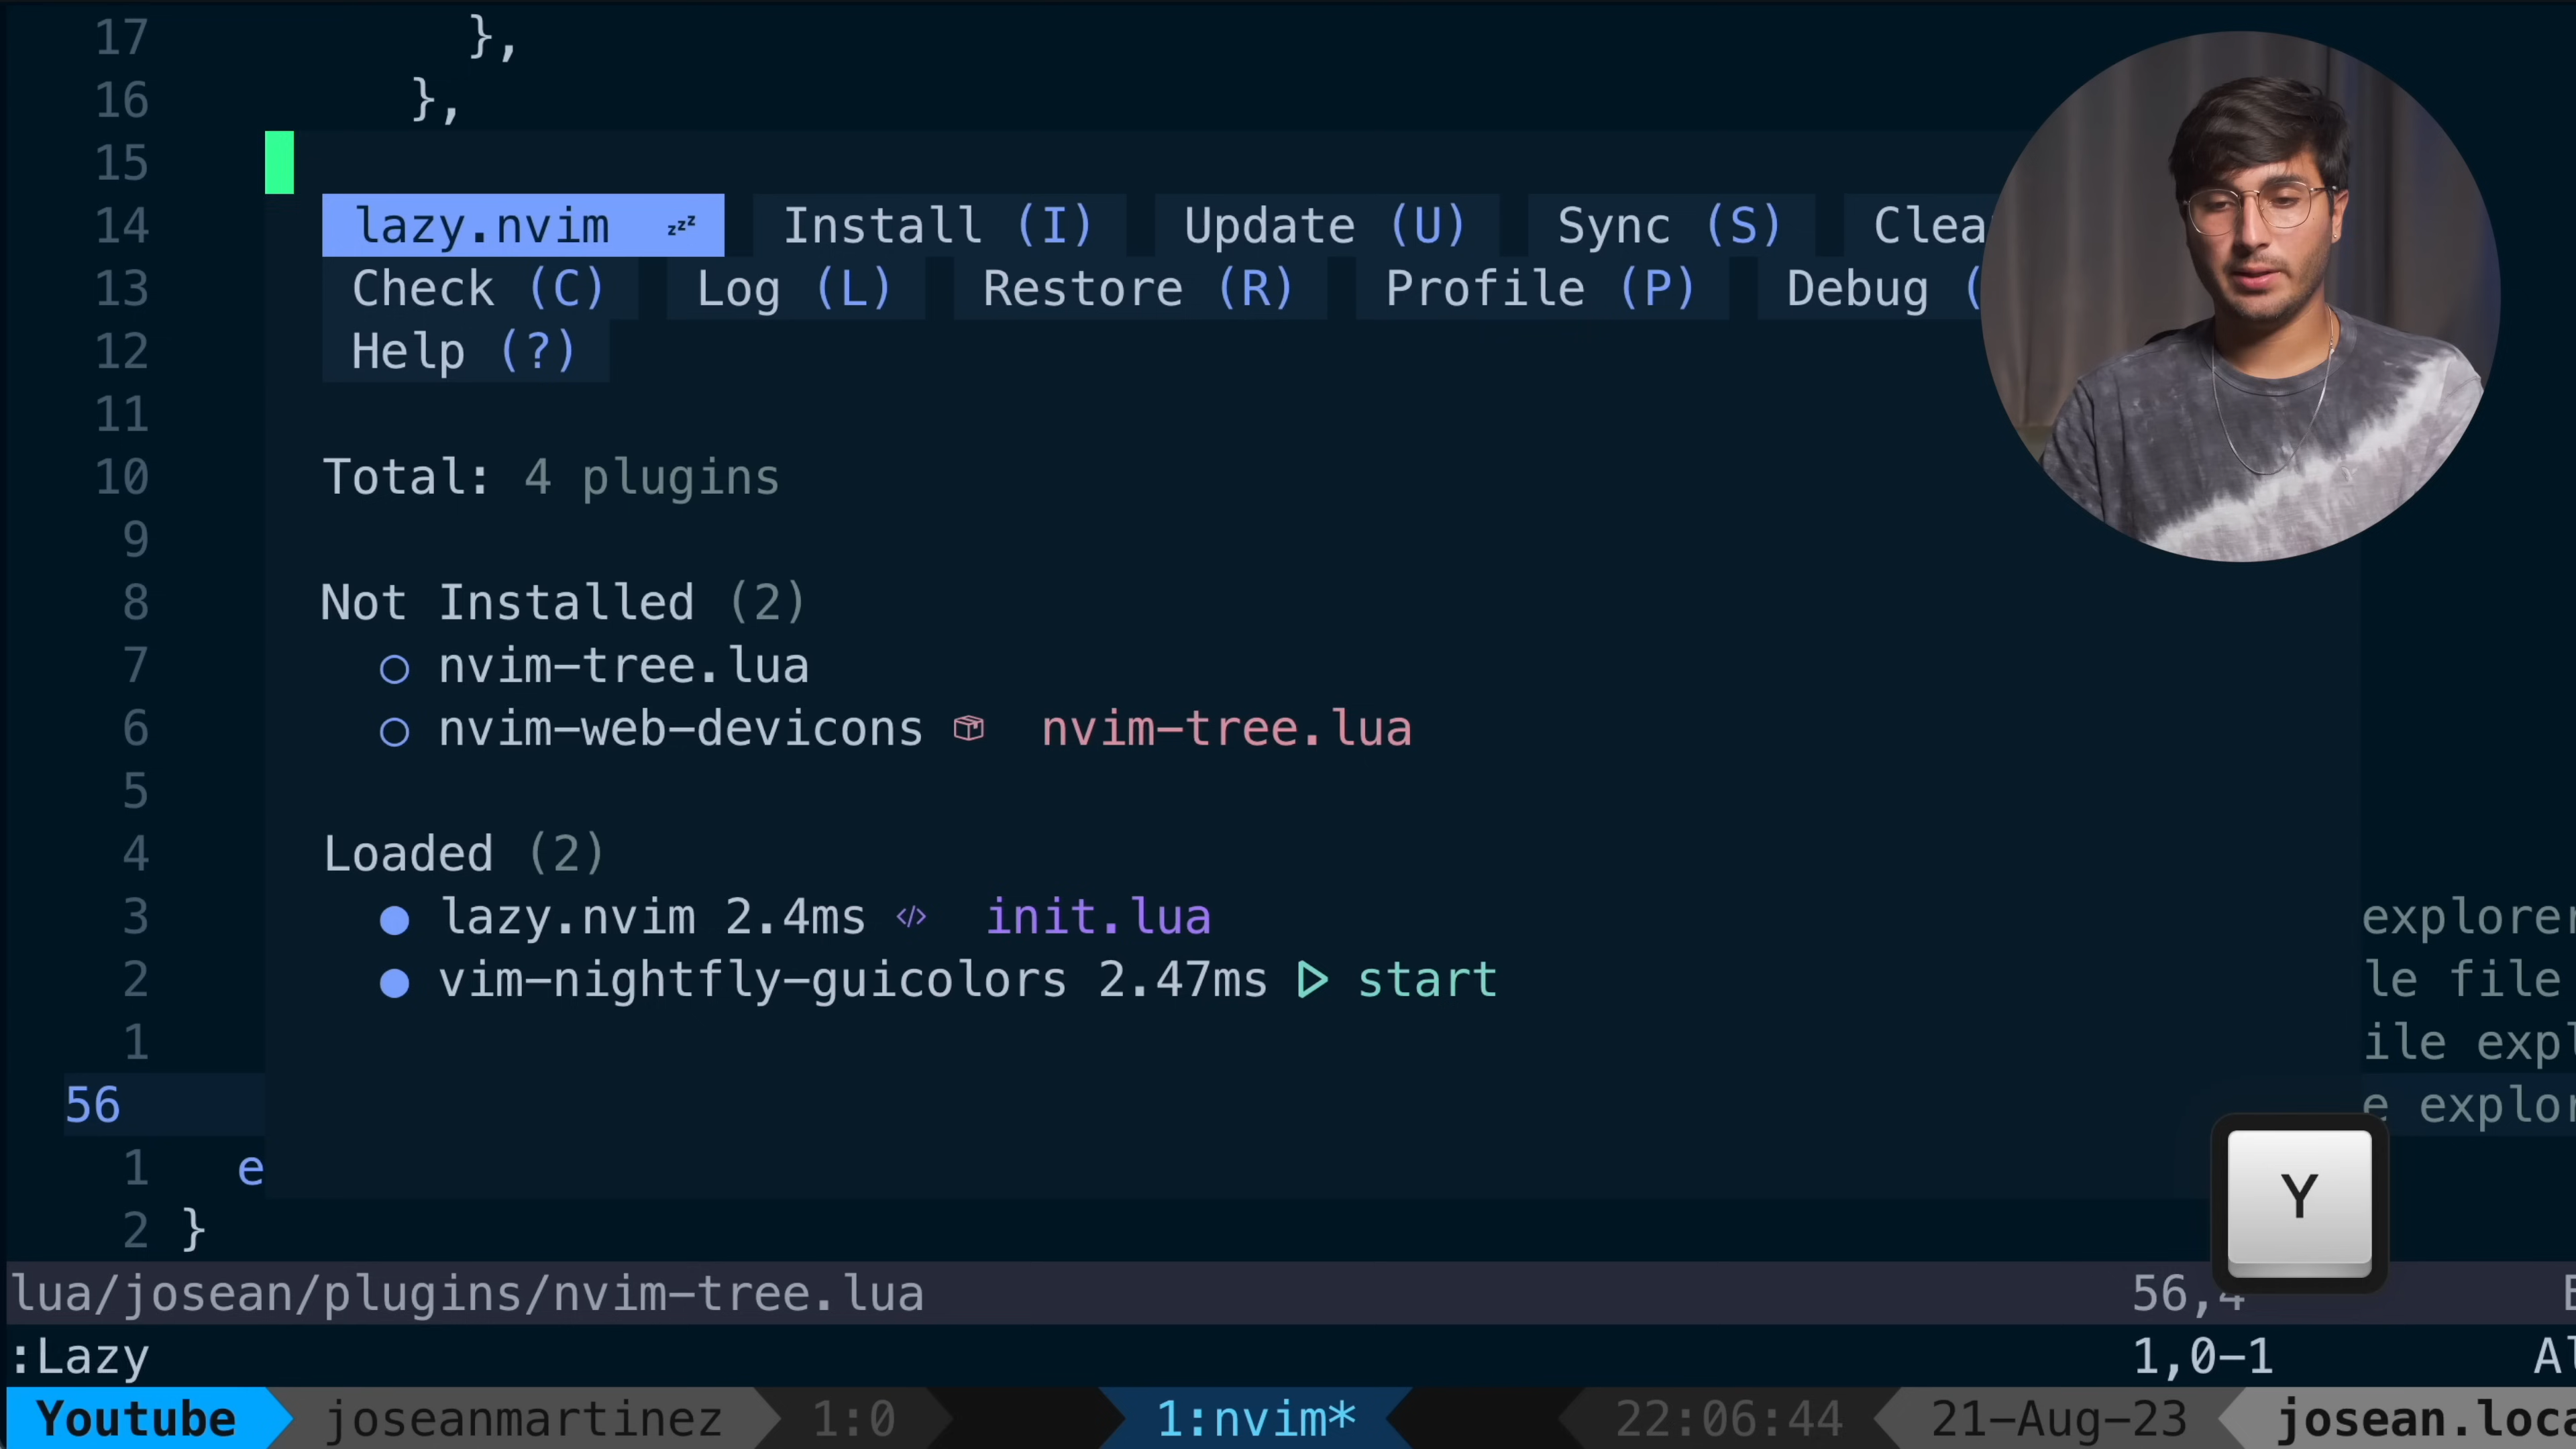 17 },
16 },
15
14 lazy.nvim zzz Install (I) Update (U) Sync (S) Clea
13 Check (C) Log (L) Restore (R) Profile (P) Debug (
12 Help (?)
11
10 Total: 4 plugins
9
8 Not Installed (2)
7 ○ nvim-tree.lua
6 ○ nvim-web-devicons nvim-tree.lua
5
4 Loaded (2)
3 ● lazy.nvim 2.4ms </> init.lua explorer
2 ● vim-nightfly-guicolors 2.47ms ▷ start le file
1 ile expl
56 e explor
1 e
2 }
Y
lua/josean/plugins/nvim-tree.lua 56,4
:Lazy 1,0-1 Al
Youtube joseanmartinez 1:0 1:nvim* 22:06:44 21-Aug-23 josean.loca